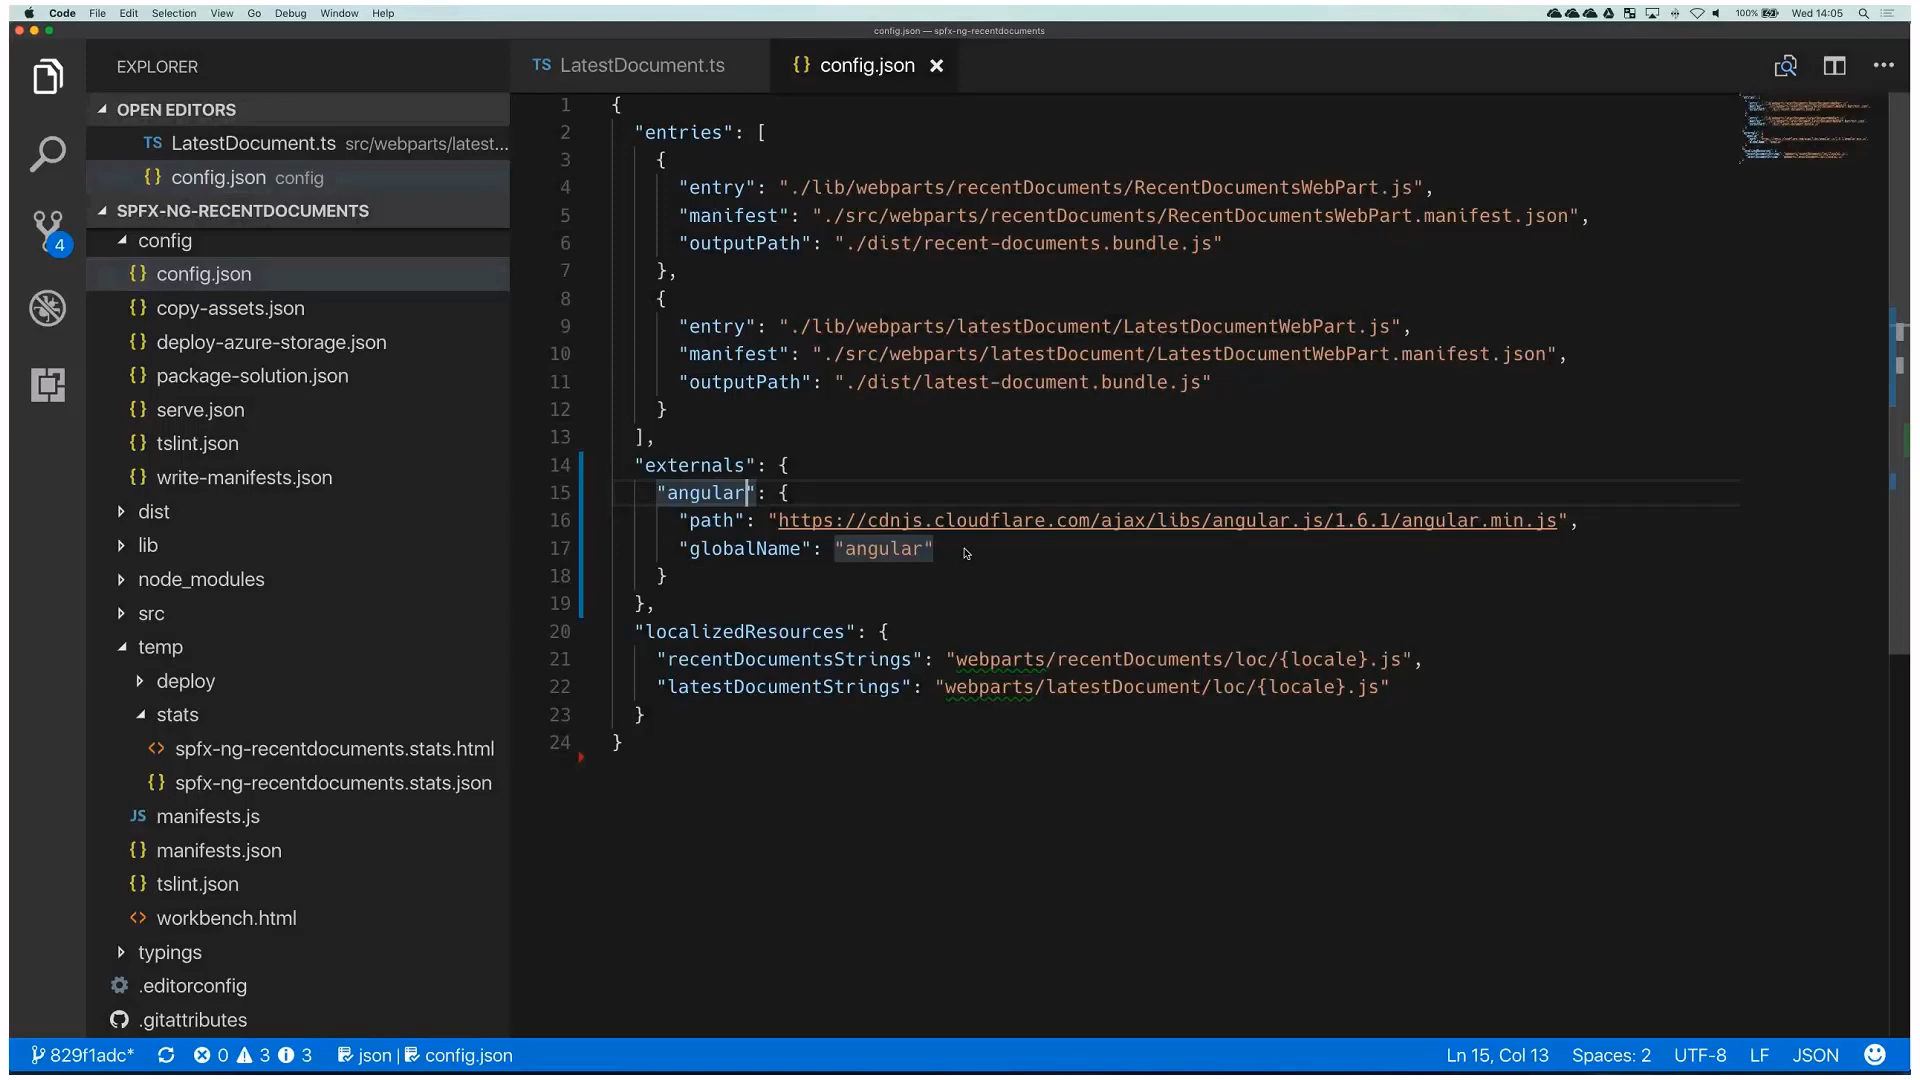 Code File Edit Selection View Go Debug Window Help
100% Wed 14:05
config.json — spfx-ng-recentdocuments
EXPLORER
OPEN EDITORS
TS LatestDocument.ts src/webparts/latest...
{} config.json config
SPFX-NG-RECENTDOCUMENTS
config
{} config.json
{} copy-assets.json
{} deploy-azure-storage.json
{} package-solution.json
{} serve.json
{} tslint.json
{} write-manifests.json
dist
lib
node_modules
src
temp
deploy
stats
<> spfx-ng-recentdocuments.stats.html
{} spfx-ng-recentdocuments.stats.json
JS manifests.js
{} manifests.json
{} tslint.json
<> workbench.html
typings
.editorconfig
.gitattributes
4
TS LatestDocument.ts
{} config.json
1 {
2 "entries": [
3 {
4 "entry": "./lib/webparts/recentDocuments/RecentDocumentsWebPart.js",
5 "manifest": "./src/webparts/recentDocuments/RecentDocumentsWebPart.manifest.json",
6 "outputPath": "./dist/recent-documents.bundle.js"
7 },
8 {
9 "entry": "./lib/webparts/latestDocument/LatestDocumentWebPart.js",
10 "manifest": "./src/webparts/latestDocument/LatestDocumentWebPart.manifest.json",
11 "outputPath": "./dist/latest-document.bundle.js"
12 }
13 ],
14 "externals": {
15 "angular": {
16 "path": "https://cdnjs.cloudflare.com/ajax/libs/angular.js/1.6.1/angular.min.js",
17 "globalName": "angular"
18 }
19 },
20 "localizedResources": {
21 "recentDocumentsStrings": "webparts/recentDocuments/loc/{locale}.js",
22 "latestDocumentStrings": "webparts/latestDocument/loc/{locale}.js"
23 }
24 }
829f1adc* 0 3 3 json | config.json
Ln 15, Col 13 Spaces: 2 UTF-8 LF JSON